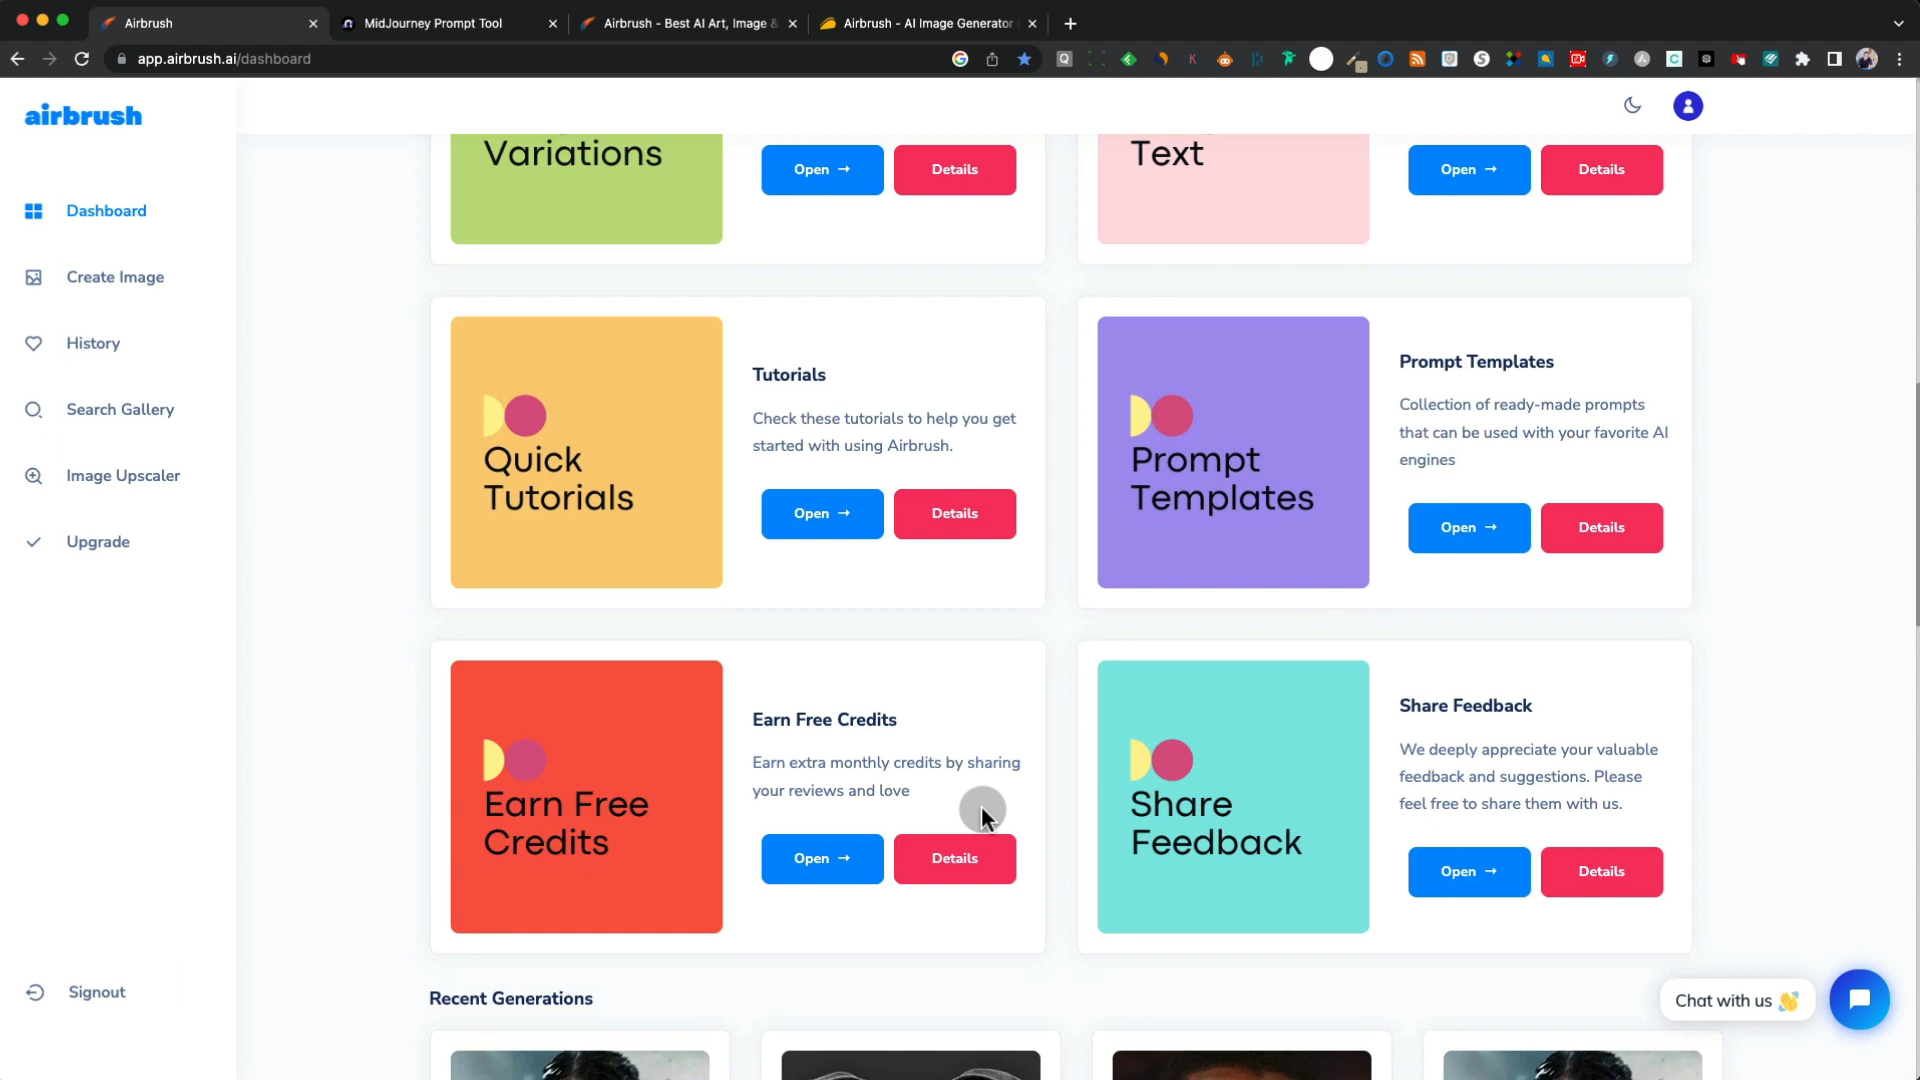 Airbrush
MidJourney Prompt Tool
Airbrush - Best AI Art, Image &
Airbrush - AI Image Generator
app.airbrush.ai/dashboard
airbrush
Dashboard
Create Image
History
Search Gallery
Image Upscaler
Upgrade
Signout
Variations
Open →
Details
Text
Open →
Details
Quick
Tutorials
Tutorials
Check these tutorials to help you get
started with using Airbrush.
Open →
Details
Prompt
Templates
Prompt Templates
Collection of ready-made prompts
that can be used with your favorite AI
engines
Open →
Details
Earn Free
Credits
Earn Free Credits
Earn extra monthly credits by sharing
your reviews and love
Open →
Details
Share
Feedback
Share Feedback
We deeply appreciate your valuable
feedback and suggestions. Please
feel free to share them with us.
Open →
Details
Recent Generations
Chat with us 👋